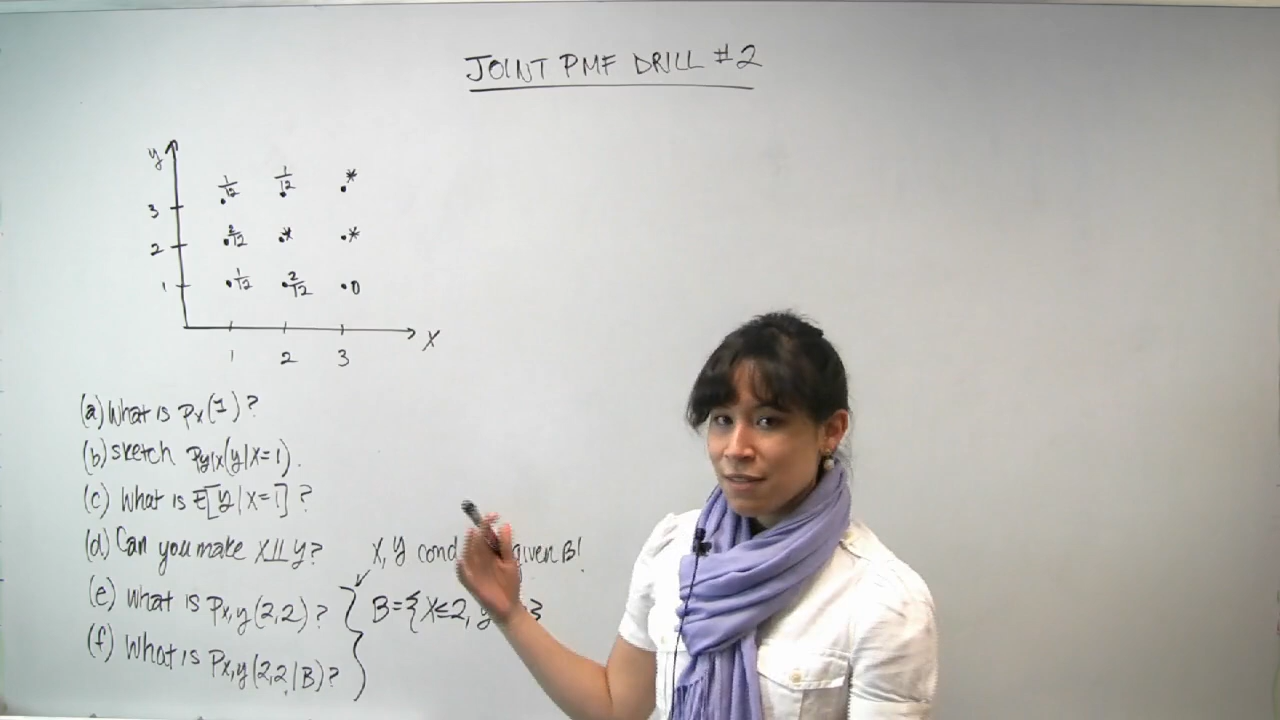 JOINT PMF DRILL #2
y
1/12 1/12 *
3
2/12 * *
2
1/12 2/12 0
1
X
1 2 3
(a) What is Px(1)?
(b) sketch Py|x(y|X=1).
(c) What is E[Y|X=1]?
(d) Can you make X⊥⊥Y?
X, Y given B!
(e) What is Px,y(2,2)?
B={X≤2, Y }
(f) What is Px,y(2,2|B)?